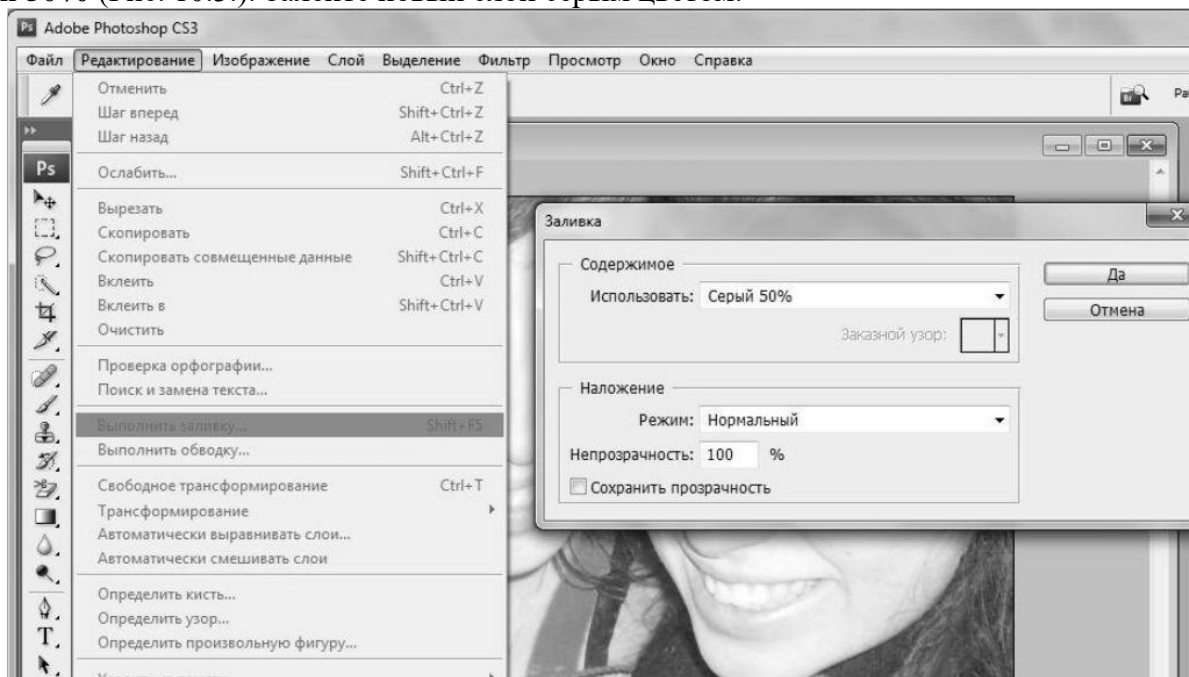 Adobe Photoshop CS3
Файл Редактирование Изображение Слой Выделение Фильтр Просмотр Окно Справка
Отменить Ctrl+Z
Шаг вперед Shift+Ctrl+Z
Шаг назад Alt+Ctrl+Z
Ps
Ослабить... Shift+Ctrl+F
Вырезать Ctrl+X
Скопировать Ctrl+C
Скопировать совмещенные данные Shift+Ctrl+C
Вклеить Ctrl+V
Вклеить в Shift+Ctrl+V
Очистить
Проверка орфографии...
Поиск и замена текста...
Выполнить заливку... Shift+F5
Выполнить обводку...
Свободное трансформирование Ctrl+T
Трансформирование
Автоматически выравнивать слои...
Автоматически смешивать слои
Определить кисть...
Определить узор...
Определить произвольную фигуру...
Заливка
Содержимое
Использовать: Серый 50%
Заказной узор:
Наложение
Режим: Нормальный
Непрозрачность: 100 %
Сохранить прозрачность
Да
Отмена